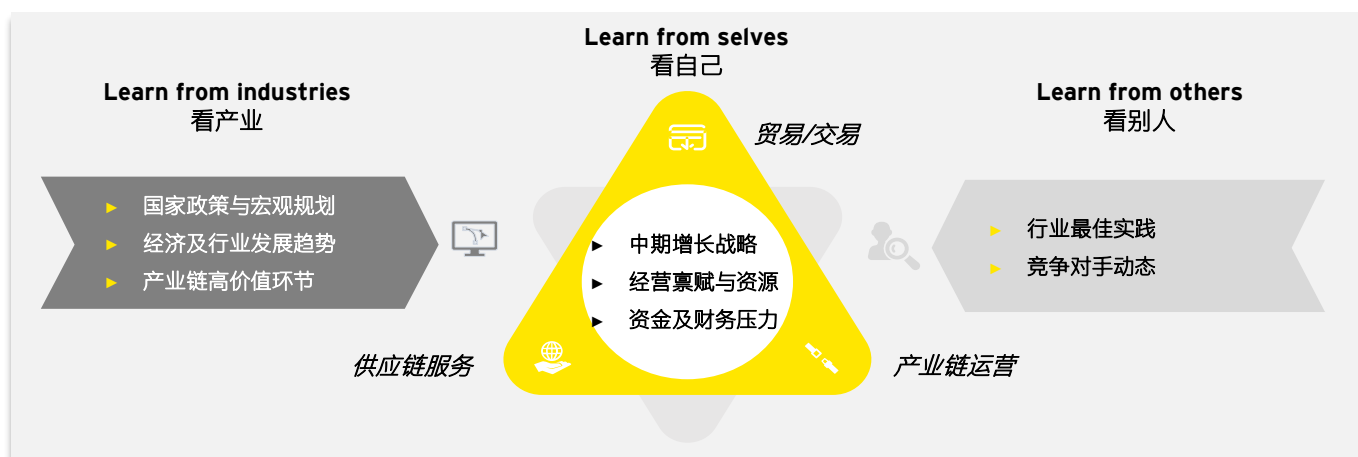 Learn from selves
看自己
Learn from industries
看产业
Learn from others
看别人
贸易/交易
国家政策与宏观规划
经济及行业发展趋势
产业链高价值环节
中期增长战略
经营禀赋与资源
资金及财务压力
行业最佳实践
竞争对手动态
供应链服务
产业链运营